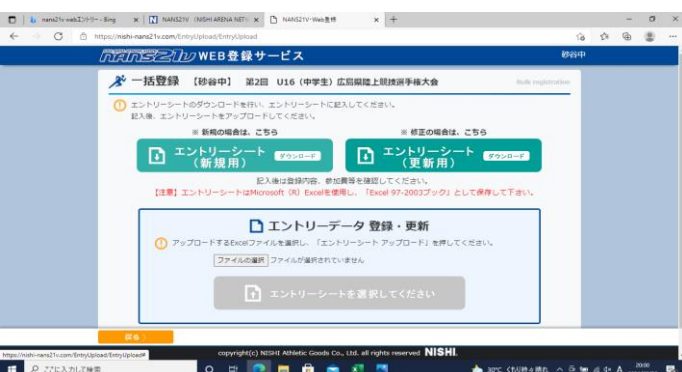 nans21v webエントリー - Bing
NANS21V（NISHI ARENA NET
NANS21V-Web登録
https://nishi-nans21v.com/EntryUpload/EntryUpload
NANS21V WEB登録サービス
砂谷中
一括登録 【砂谷中】 第2回 U16（中学生）広島県陸上競技選手権大会
Bulk registration
エントリーシートのダウンロードを行い、エントリーシートに記入してください。
記入後、エントリーシートをアップロードしてください。
※ 新規の場合は、こちら
※ 修正の場合は、こちら
エントリーシート
（新規用）
ダウンロード
エントリーシート
（更新用）
ダウンロード
記入後は登録内容、参加費等を確認してください。
【注意】エントリーシートはMicrosoft（R）Excelを使用し、「Excel 97-2003ブック」として保存して下さい。
エントリーデータ 登録・更新
アップロードするExcelファイルを選択し、「エントリーシート アップロード」を押してください。
ファイルの選択 ファイルが選択されていません
エントリーシートを選択してください
戻る
https://nishi-nans21v.com/EntryUpload/EntryUpload#
copyright(c) NISHI Athletic Goods Co., Ltd. all rights reserved NISHI.
ここに入力して検索
30°C くもり時々晴れ
A
20:00